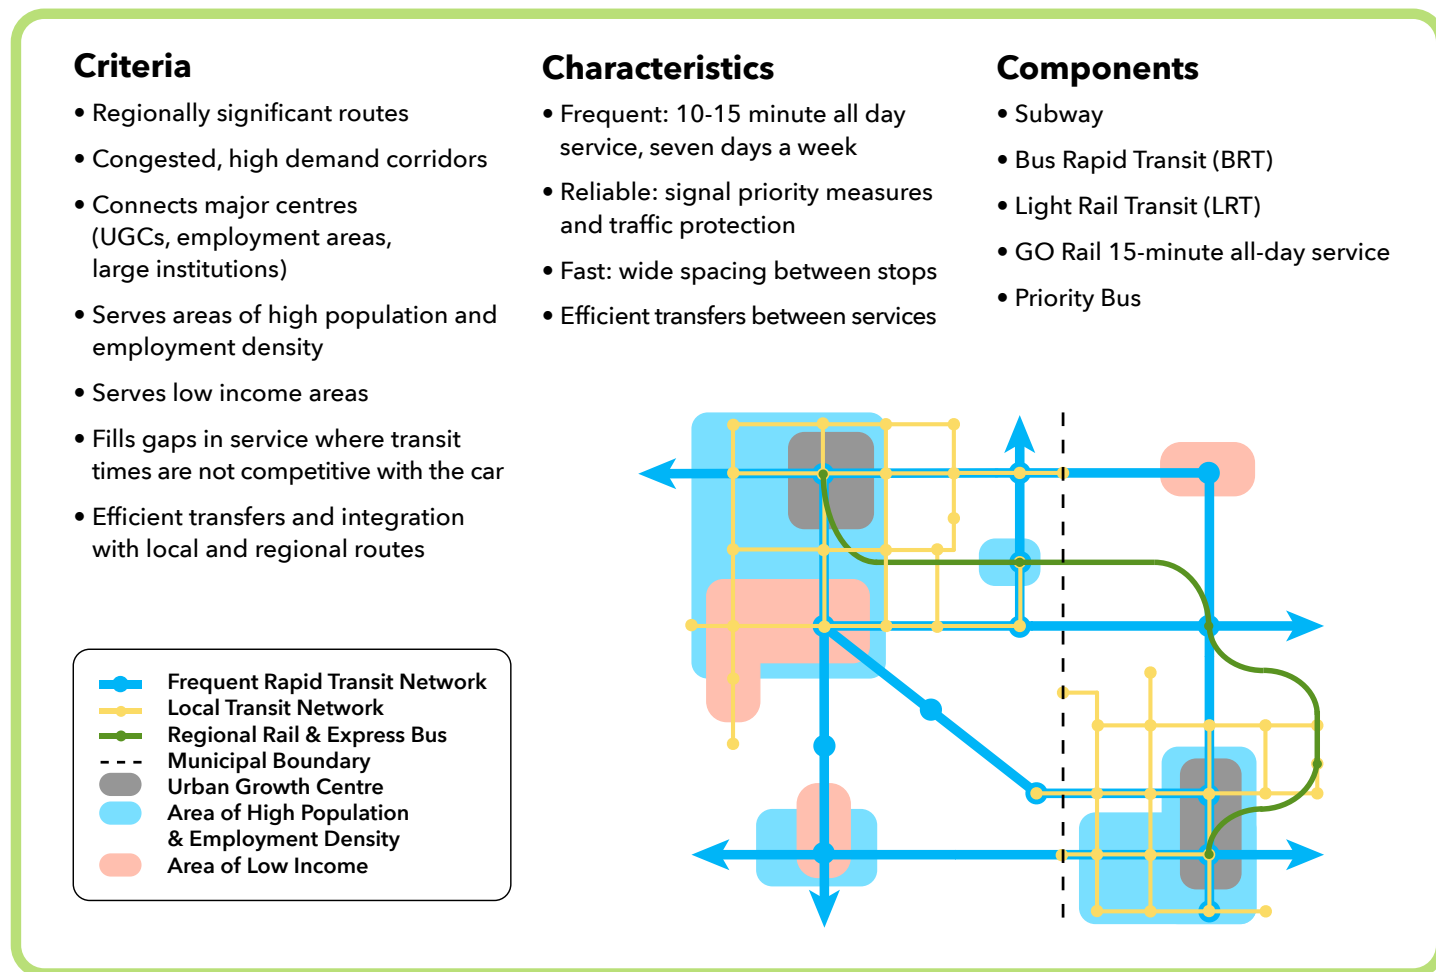 Criteria
• Regionally significant routes
• Congested, high demand corridors
• Connects major centres
(UGCs, employment areas,
large institutions)
• Serves areas of high population and
employment density
• Serves low income areas
• Fills gaps in service where transit
times are not competitive with the car
• Efficient transfers and integration
with local and regional routes
Characteristics
• Frequent: 10-15 minute all day
service, seven days a week
• Reliable: signal priority measures
and traffic protection
• Fast: wide spacing between stops
• Efficient transfers between services
Components
• Subway
• Bus Rapid Transit (BRT)
• Light Rail Transit (LRT)
• GO Rail 15-minute all-day service
• Priority Bus
Frequent Rapid Transit Network
Local Transit Network
Regional Rail & Express Bus
Municipal Boundary
Urban Growth Centre
Area of High Population
& Employment Density
Area of Low Income